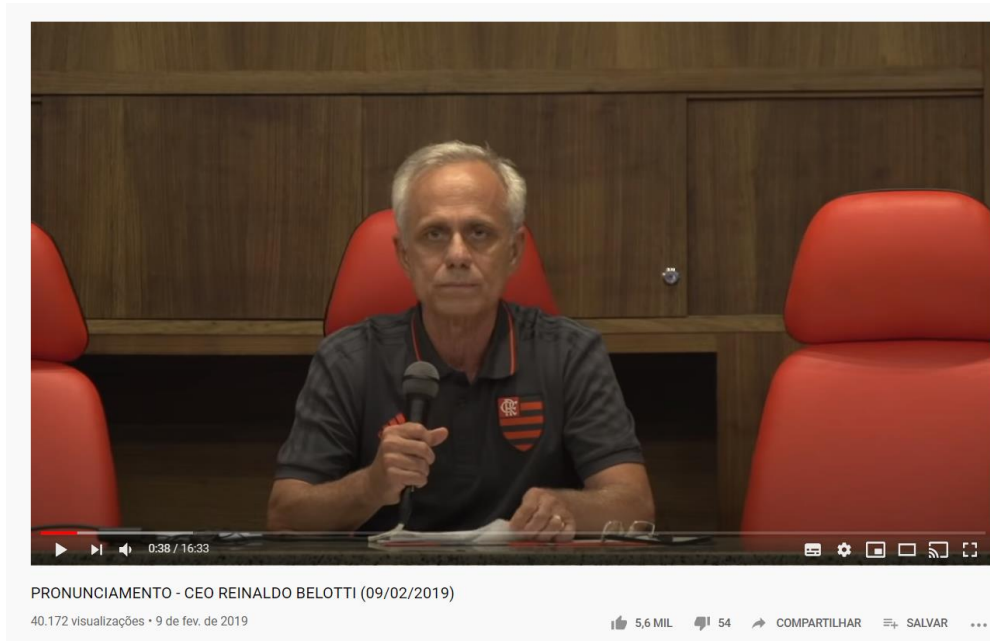 0:38 / 16:33
PRONUNCIAMENTO - CEO REINALDO BELOTTI (09/02/2019)
40.172 visualizações • 9 de fev. de 2019
5,6 MIL 54 COMPARTILHAR SALVAR